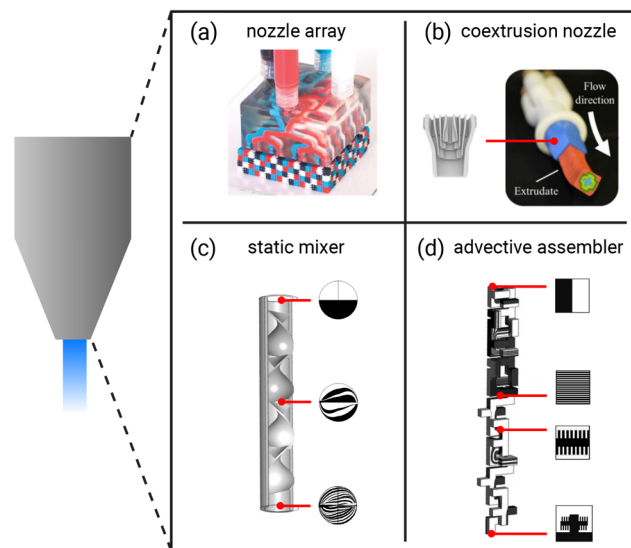 (a) nozzle array
(b) coextrusion nozzle
Flow
direction
Extrudate
(c) static mixer
(d) advective assembler